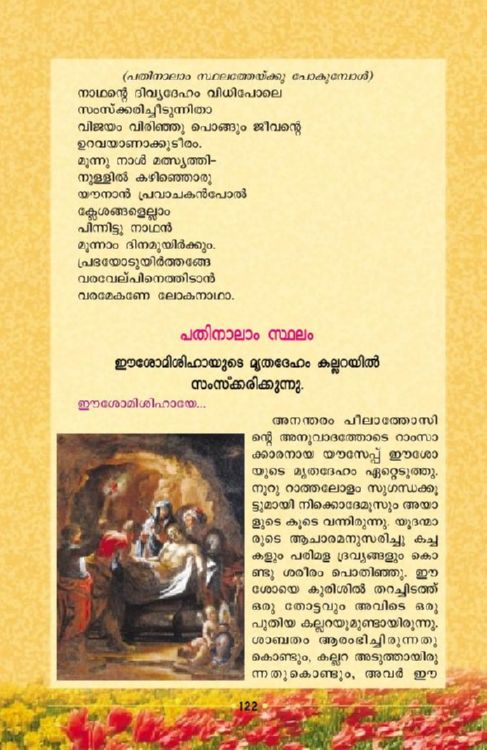 (പതിനാലാം സ്ഥലത്തേയ്ക്കു പോകുമ്പോൾ)
നാഥന്റെ ദിവ്യദേഹം വിധിപോലെ
സംസ്ക്കരിച്ചീടുന്നിതാ
വിജയം വിരിഞ്ഞു പൊങ്ങും ജീവന്റെ
ഉറവയാണാക്കുടീരം.
മൂന്നു നാൾ മത്സ്യത്തി-
നുള്ളിൽ കഴിഞ്ഞൊരു
യൗനാൻ പ്രവാചകൻപോൽ
ക്ലേശങ്ങളെല്ലാം
പിന്നിട്ടു നാഥൻ
മൂന്നാം ദിനമുയിർക്കും.
പ്രഭയോടുയിർത്തങ്ങേ
വരവേല്പിനെത്തിടാൻ
വരമേകണേ ലോകനാഥാ.
പതിനാലാം സ്ഥലം
ഈശോമിശിഹായുടെ മൃതദേഹം കല്ലറയിൽ
സംസ്ക്കരിക്കുന്നു.
ഈശോമിശിഹായേ...
അനന്തരം പീലാത്തോസി
ന്റെ അനുവാദത്തോടെ റാംസാ
ക്കാരനായ യൗസേപ്പ് ഈശോ
യുടെ മൃതദേഹം ഏറ്റെടുത്തു.
നൂറു റാത്തലോളം സുഗന്ധക്കൂ
ട്ടുമായി നിക്കൊദേമൂസും അയാ
ളുടെ കൂടെ വന്നിരുന്നു. യൂദന്മാ
രുടെ ആചാരമനുസരിച്ചു കച്ച
കളും പരിമള ദ്രവ്യങ്ങളും കൊ
ണ്ടു ശരീരം പൊതിഞ്ഞു. ഈ
ശോയെ കുരിശിൽ തറച്ചിടത്ത്
ഒരു തോട്ടവും അവിടെ ഒരു
പുതിയ കല്ലറയുമുണ്ടായിരുന്നു.
ശാബതം ആരംഭിച്ചിരുന്നതു
കൊണ്ടും, കല്ലറ അടുത്തായിരു
ന്നതുകൊണ്ടും, അവർ ഈ
122